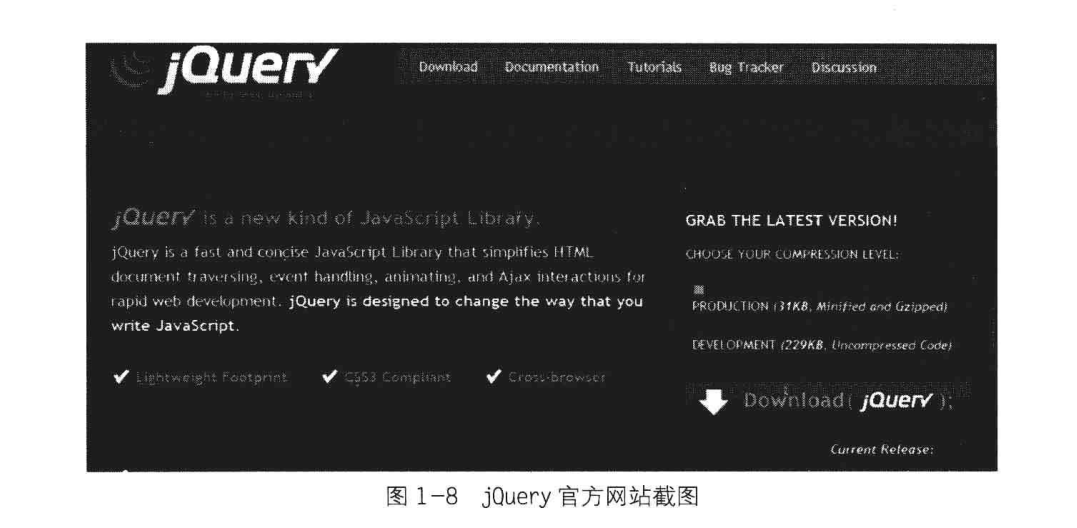 jQuery
Download Documentation Tutorials Bug Tracker Discussion
jQuery is a new kind of JavaScript Library.
jQuery is a fast and concise JavaScript Library that simplifies HTML
document traversing, event handling, animating, and Ajax interactions for
rapid web development. jQuery is designed to change the way that you
write JavaScript.
Lightweight Footprint CSS3 Compliant Cross-browser
GRAB THE LATEST VERSION!
CHOOSE YOUR COMPRESSION LEVEL:
PRODUCTION (31KB, Minified and Gzipped)
DEVELOPMENT (229KB, Uncompressed Code)
Download( jQuery );
Current Release:
图 1-8 jQuery 官方网站截图